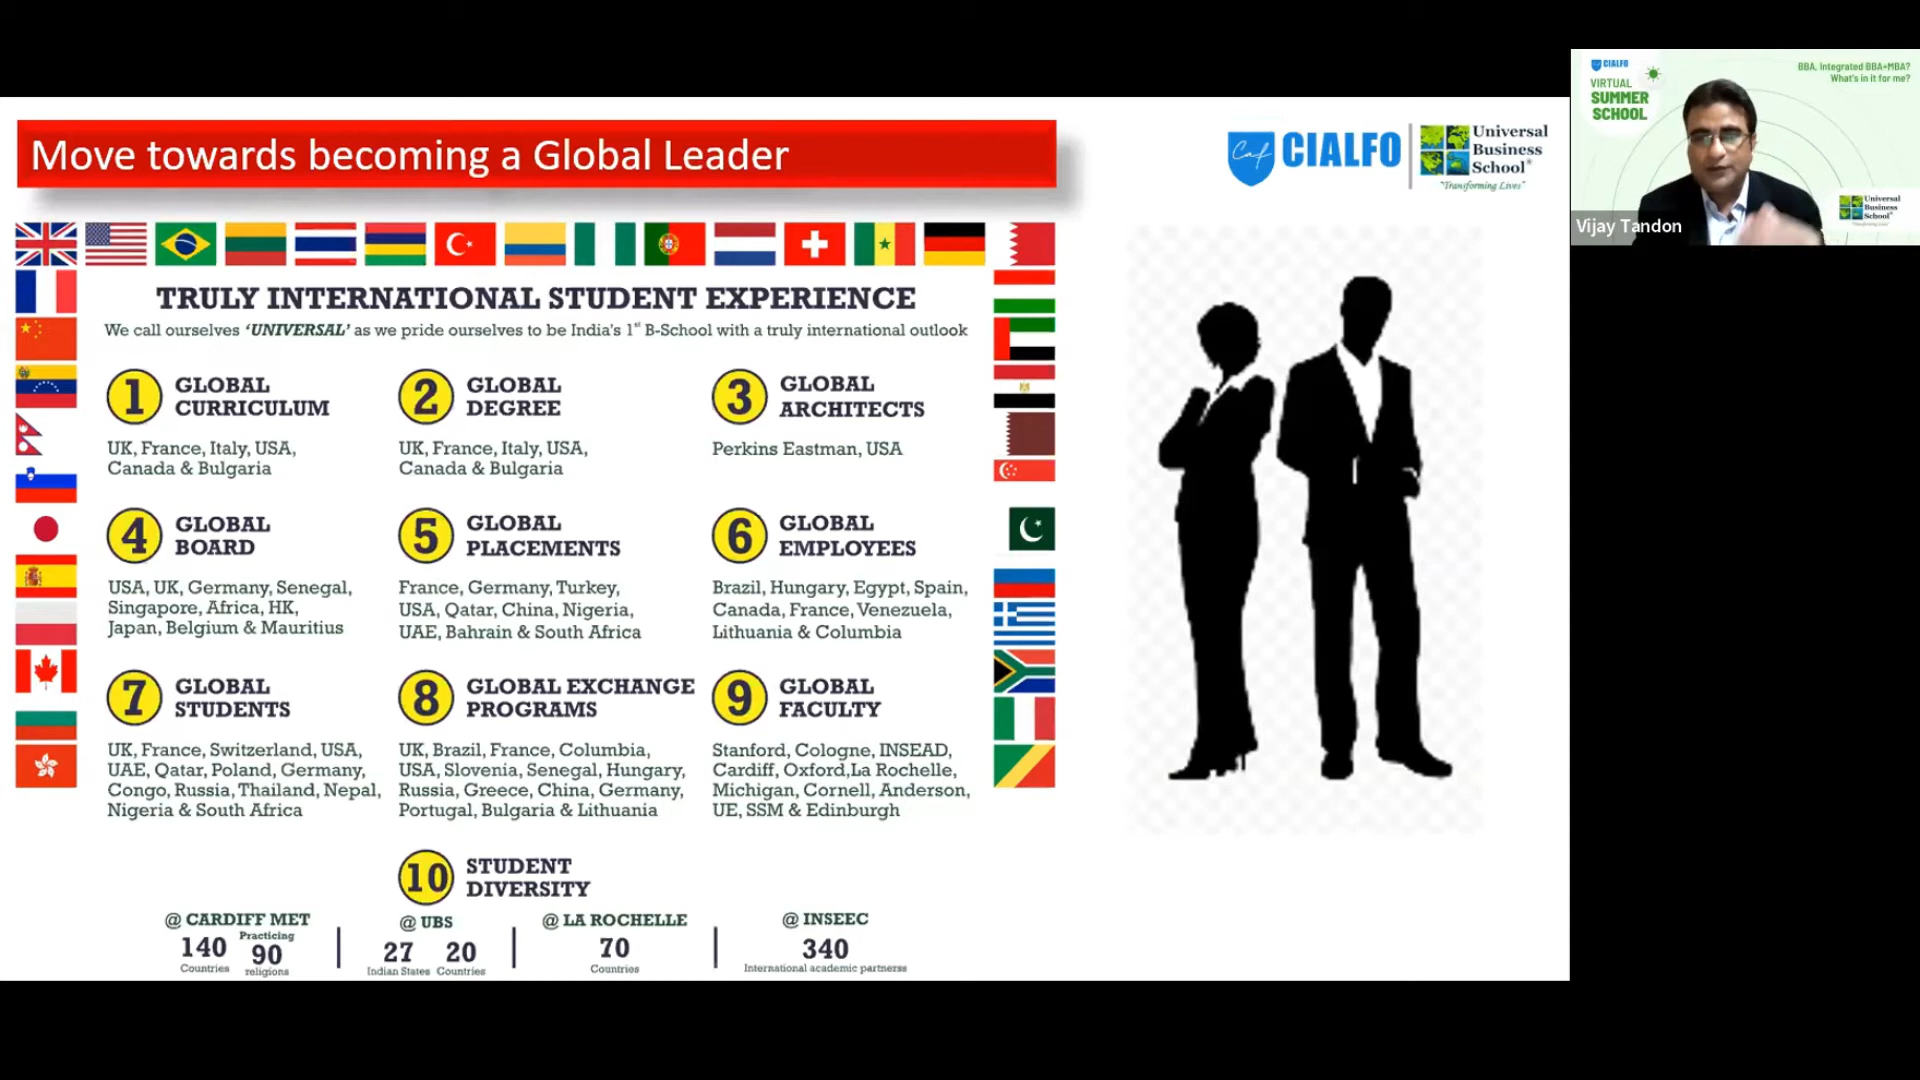 Move towards becoming a Global Leader
Caf CIALFO
Universal
Business
School®
"Transforming Lives"
CIALFO
VIRTUAL
SUMMER
SCHOOL
BBA, Integrated BBA+MBA?
What's in it for me?
Universal
Business
School
Vijay Tandon
TRULY INTERNATIONAL STUDENT EXPERIENCE
We call ourselves 'UNIVERSAL' as we pride ourselves to be India's 1st B-School with a truly international outlook
1 GLOBAL
CURRICULUM
UK, France, Italy, USA,
Canada & Bulgaria
2 GLOBAL
DEGREE
UK, France, Italy, USA,
Canada & Bulgaria
3 GLOBAL
ARCHITECTS
Perkins Eastman, USA
4 GLOBAL
BOARD
USA, UK, Germany, Senegal,
Singapore, Africa, HK,
Japan, Belgium & Mauritius
5 GLOBAL
PLACEMENTS
France, Germany, Turkey,
USA, Qatar, China, Nigeria,
UAE, Bahrain & South Africa
6 GLOBAL
EMPLOYEES
Brazil, Hungary, Egypt, Spain,
Canada, France, Venezuela,
Lithuania & Columbia
7 GLOBAL
STUDENTS
UK, France, Switzerland, USA,
UAE, Qatar, Poland, Germany,
Congo, Russia, Thailand, Nepal,
Nigeria & South Africa
8 GLOBAL EXCHANGE
PROGRAMS
UK, Brazil, France, Columbia,
USA, Slovenia, Senegal, Hungary,
Russia, Greece, China, Germany,
Portugal, Bulgaria & Lithuania
9 GLOBAL
FACULTY
Stanford, Cologne, INSEAD,
Cardiff, Oxford,La Rochelle,
Michigan, Cornell, Anderson,
UE, SSM & Edinburgh
10 STUDENT
DIVERSITY
@ CARDIFF MET
140 Countries
Practicing
90
religions
@ UBS
27 20
Indian States Countries
@ LA ROCHELLE
70
Countries
@ INSEEC
340
International academic partnerss